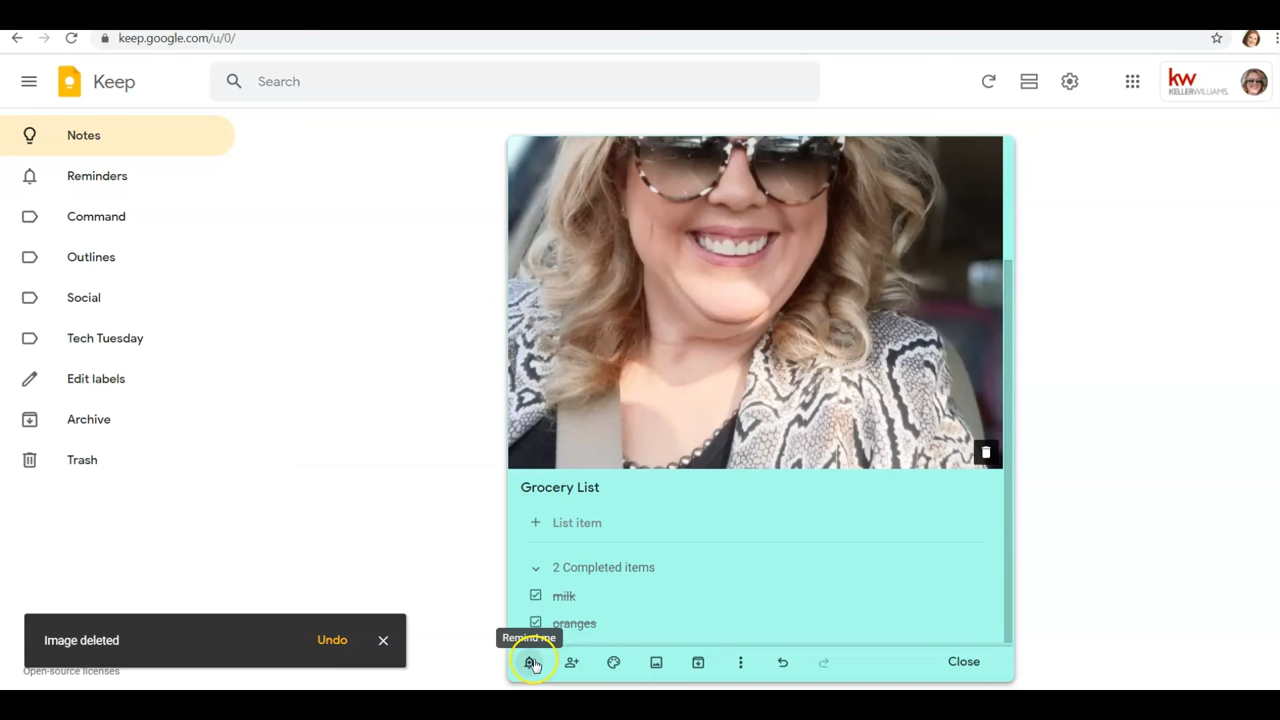 keep.google.com/u/0/
Keep
Search
kw
KELLERWILLIAMS.
Notes
Reminders
Command
Outlines
Social
Tech Tuesday
Edit labels
Archive
Trash
Grocery List
+ List item
2 Completed items
milk
oranges
Remind me
Close
Image deleted
Undo
Open-source licenses